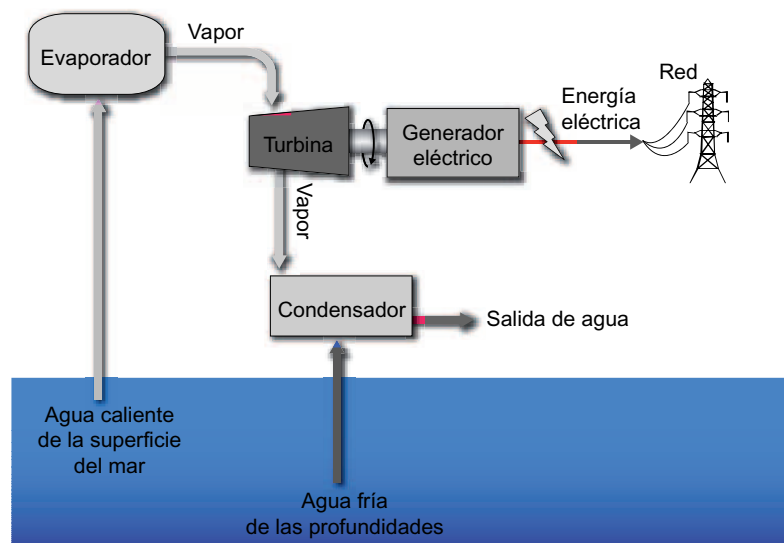 Evaporador
Vapor
Turbina
Generador
eléctrico
Energía
eléctrica
Red
Vapor
Condensador
Salida de agua
Agua caliente
de la superficie
del mar
Agua fría
de las profundidades